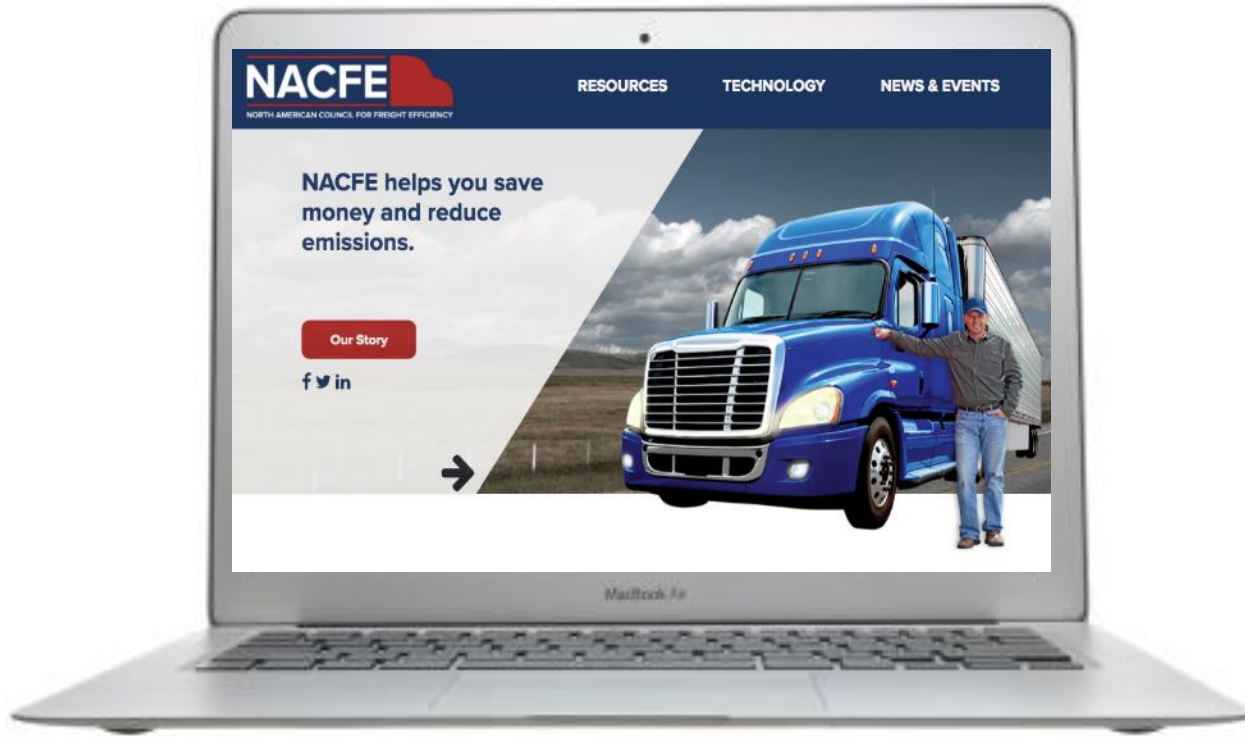 NACFE
NORTH AMERICAN COUNCIL FOR FREIGHT EFFICIENCY
RESOURCES
TECHNOLOGY
NEWS & EVENTS
NACFE helps you save
money and reduce
emissions.
Our Story
f in
MacBook Air